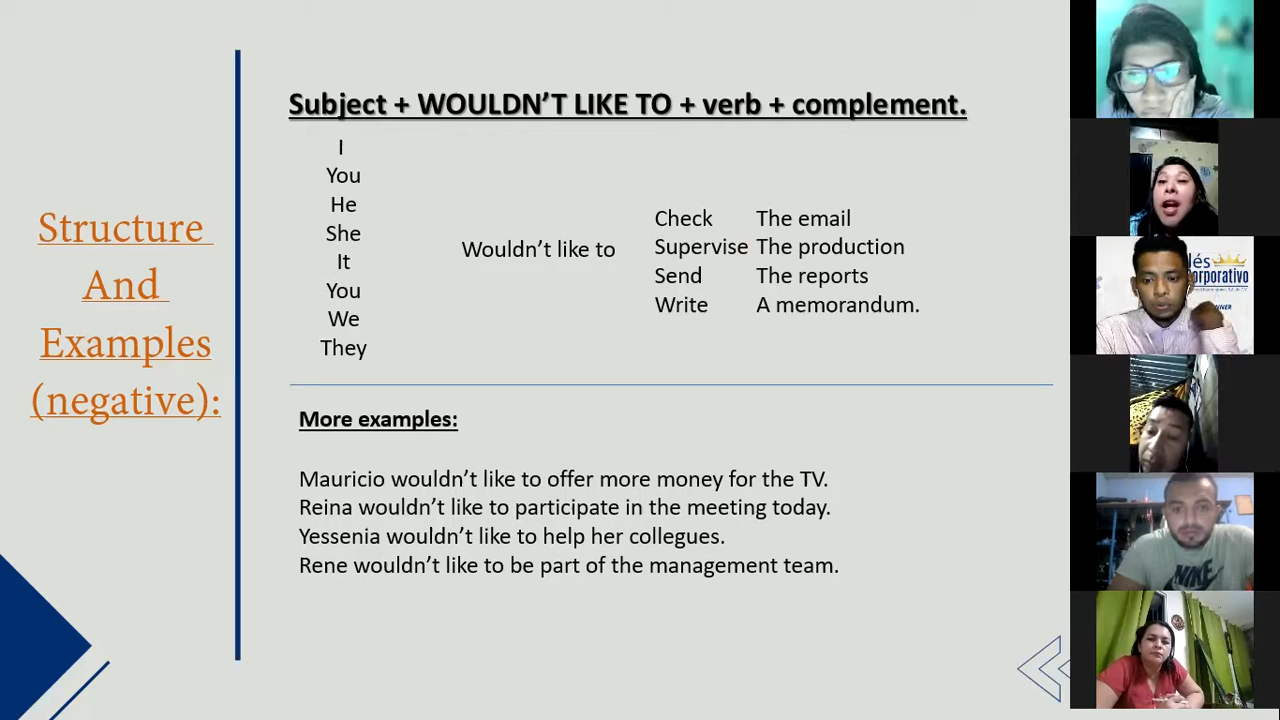 Subject + WOULDN’T LIKE TO + verb + complement.
I
You
He
She
It
You
We
They
Wouldn’t like to
Check The email
Supervise The production
Send The reports
Write A memorandum.
Structure
And
Examples
(negative):
More examples:
Mauricio wouldn’t like to offer more money for the TV.
Reina wouldn’t like to participate in the meeting today.
Yessenia wouldn’t like to help her collegues.
Rene wouldn’t like to be part of the management team.
lés
orporativo
NIKE